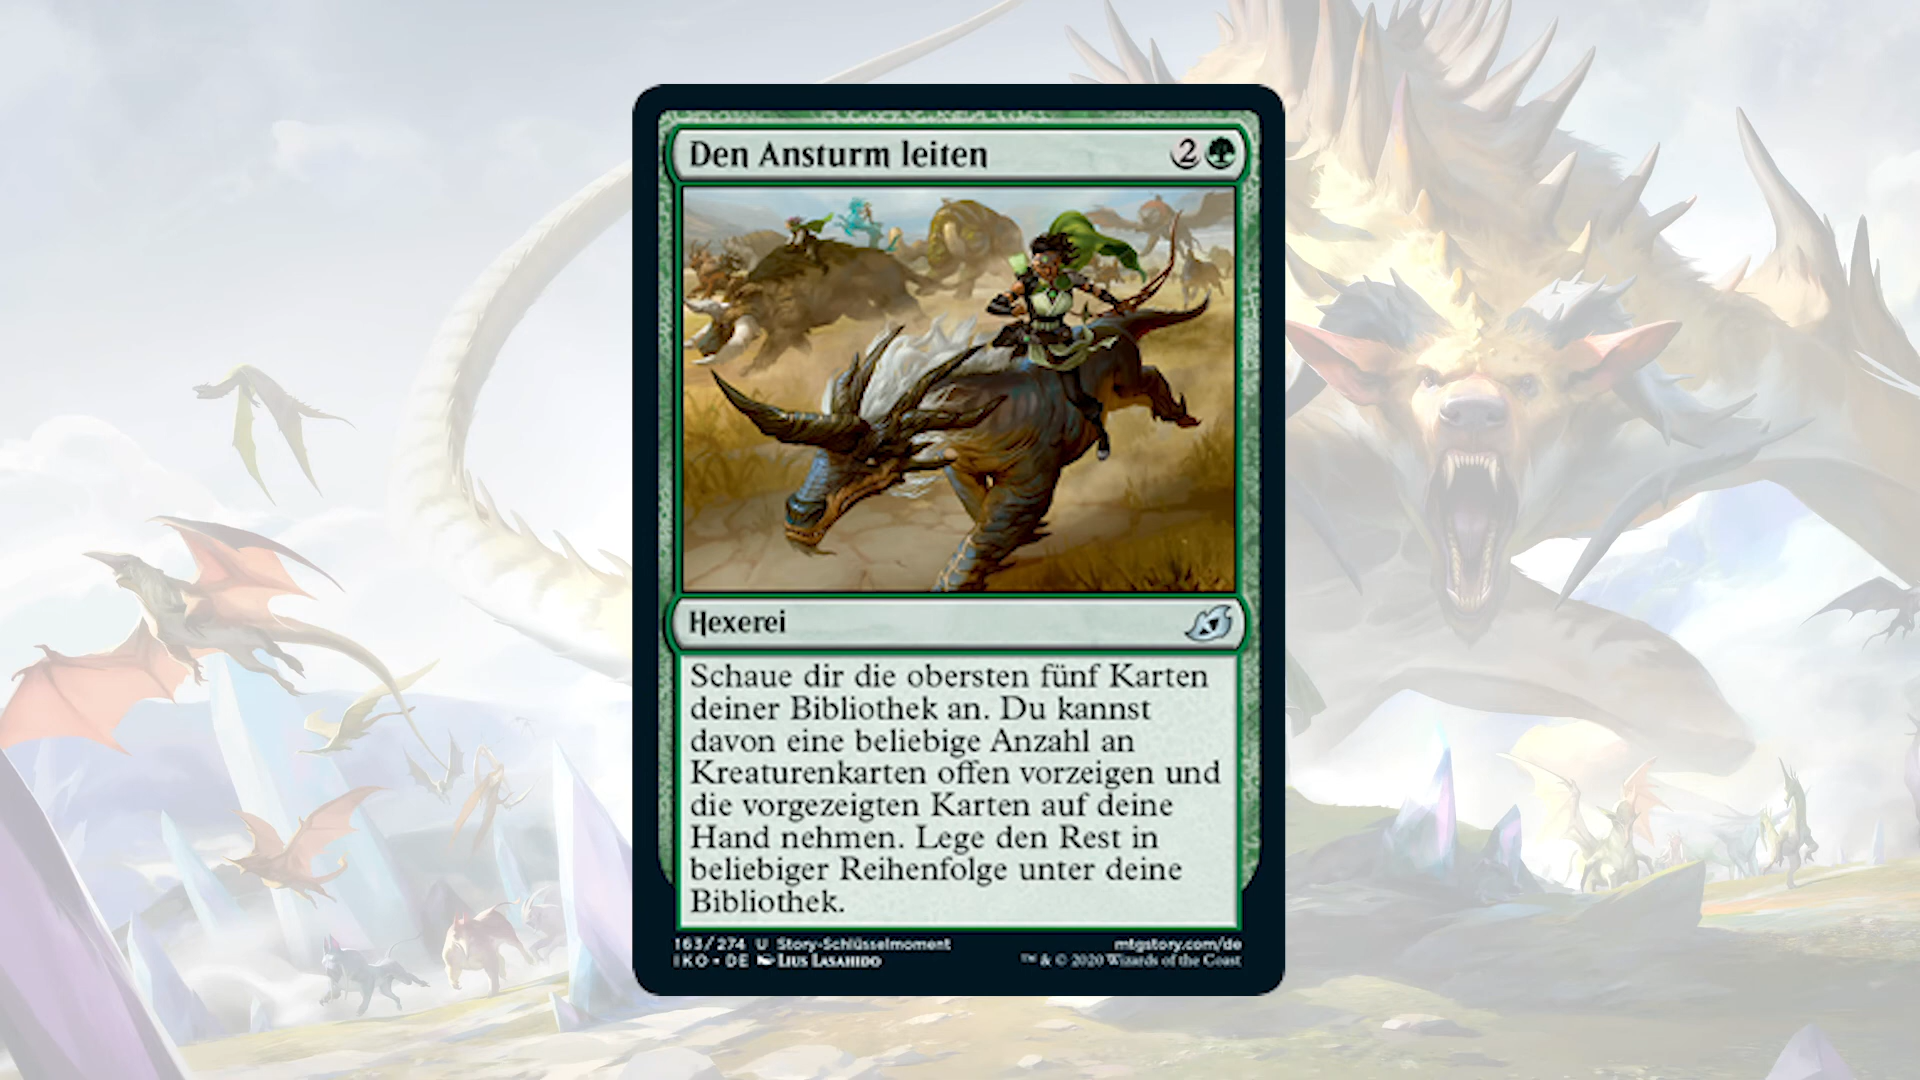 Den Ansturm leiten
2
Hexerei
Schaue dir die obersten fünf Karten
deiner Bibliothek an. Du kannst
davon eine beliebige Anzahl an
Kreaturenkarten offen vorzeigen und
die vorgezeigten Karten auf deine
Hand nehmen. Lege den Rest in
beliebiger Reihenfolge unter deine
Bibliothek.
163/274 U Story-Schlüsselmoment
mtgstory.com/de
IKO • DE Lius Lasahido
™ & © 2020 Wizards of the Coast